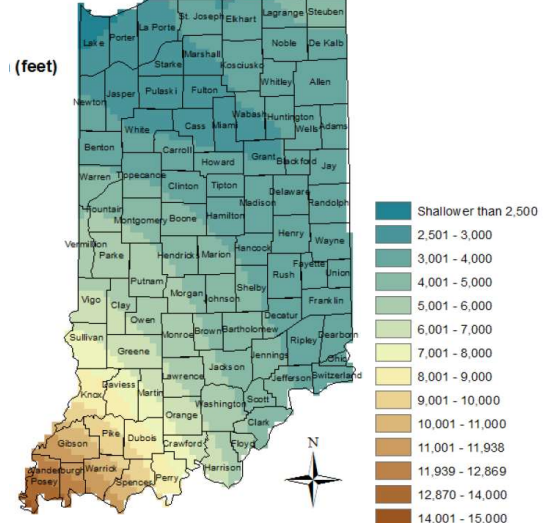 St. Joseph Elkhart Lagrange Steuben
Lake Porter La Porte
Noble De Kalb
Marshall
Starke Kosciusko
(feet)
Whitley Allen
Jasper Pulaski Fulton
Newton
Wabash Huntington
White Cass Miami Wells Adams
Benton Carroll
Grant Blackford Jay
Howard
Warren Tippecanoe
Clinton Tipton Delaware
Madison Randolph
Fountain
Montgomery Boone Hamilton
Henry
Wayne
Vermillion Hancock
Parke Hendricks Marion
Fayette
Rush Union
Putnam Shelby
Morgan Johnson
Vigo Clay Franklin
Owen Decatur
Monroe Brown Bartholomew Dearborn
Sullivan Ripley
Greene Jennings Ohio
Jackson
Lawrence Jefferson Switzerland
Daviess
Knox Martin Washington Scott
Orange Clark
Pike
Gibson Dubois Crawford Floyd
Harrison
Vanderburgh Warrick
Posey Spencer Perry
N
Shallower than 2,500
2,501 - 3,000
3,001 - 4,000
4,001 - 5,000
5,001 - 6,000
6,001 - 7,000
7,001 - 8,000
8,001 - 9,000
9,001 - 10,000
10,001 - 11,000
11,001 - 11,938
11,939 - 12,869
12,870 - 14,000
14,001 - 15,000